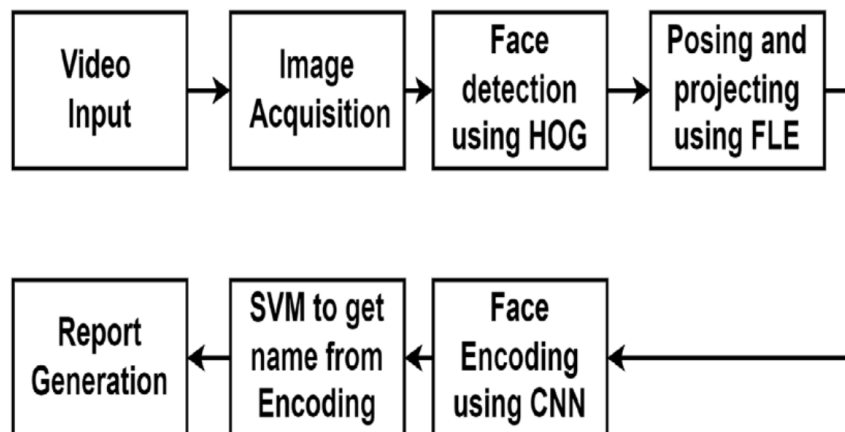 Video
Input
Image
Acquisition
Face
detection
using HOG
Posing and
projecting
using FLE
Report
Generation
SVM to get
name from
Encoding
Face
Encoding
using CNN